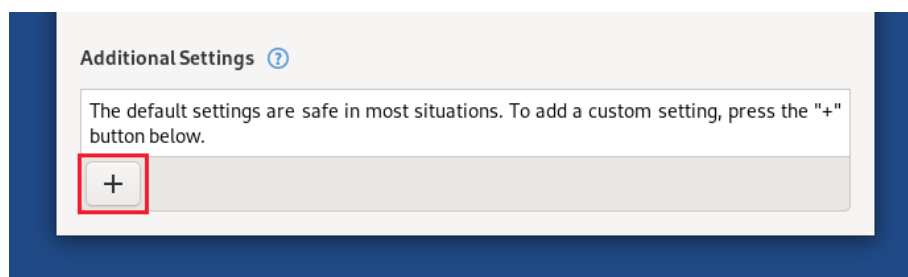 Additional Settings ?
The default settings are safe in most situations. To add a custom setting, press the "+"
button below.
+